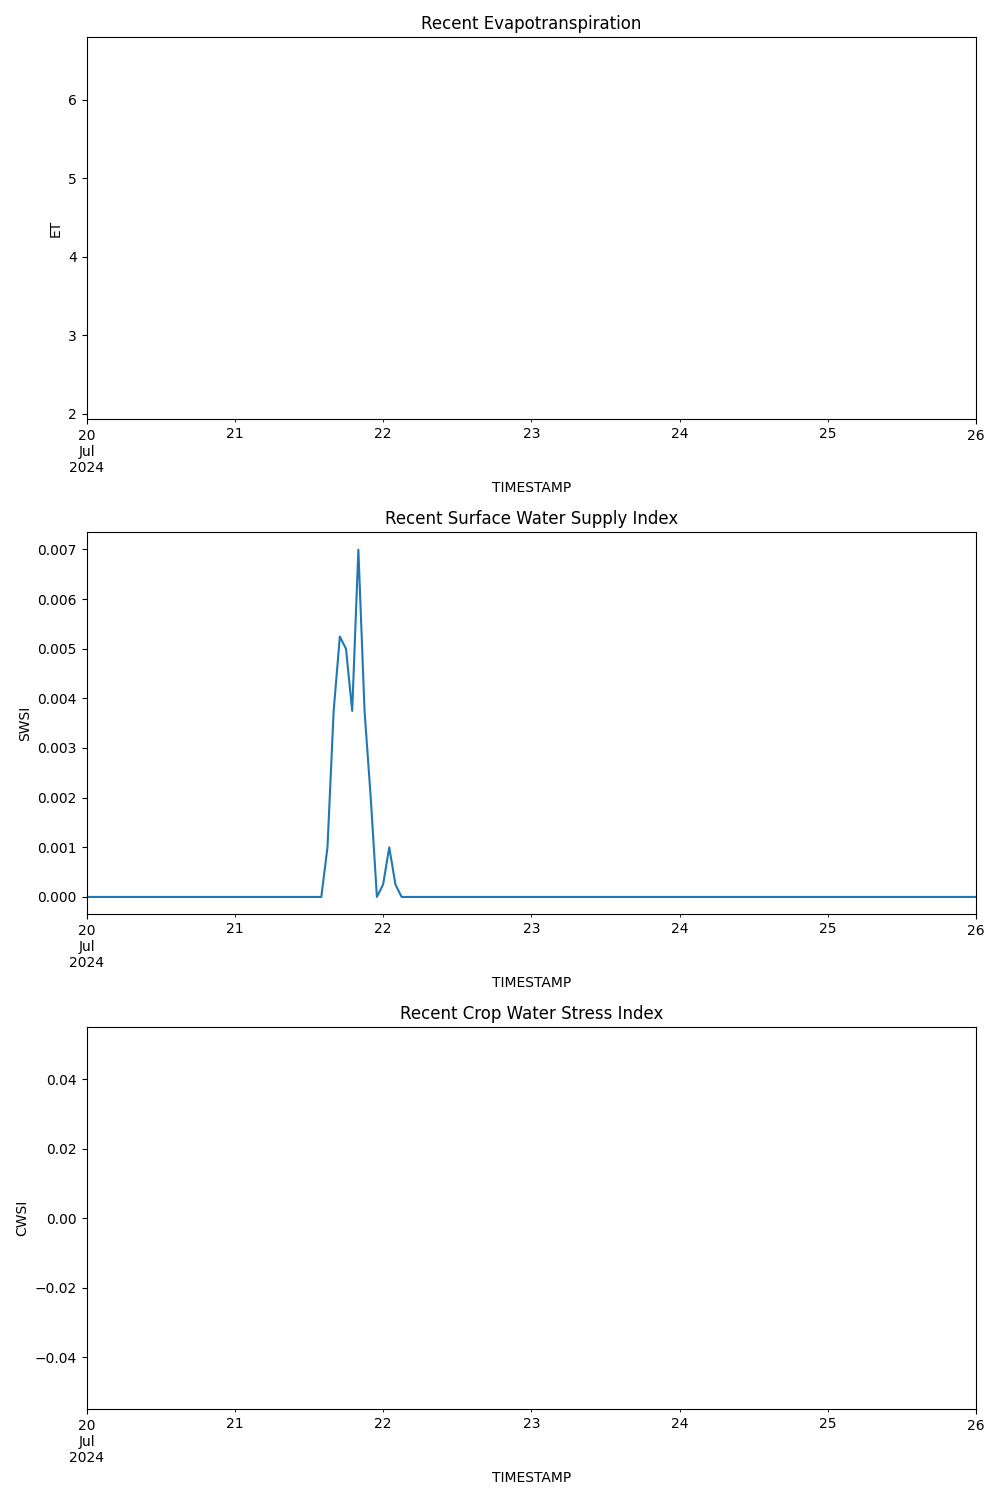 Recent Evapotranspiration
6
5
4
3
2
ET
20 21 22 23 24 25 26
Jul
2024
TIMESTAMP
Recent Surface Water Supply Index
0.007
0.006
0.005
0.004
0.003
0.002
0.001
0.000
SWSI
20 21 22 23 24 25 26
Jul
2024
TIMESTAMP
Recent Crop Water Stress Index
0.04
0.02
0.00
−0.02
−0.04
CWSI
20 21 22 23 24 25 26
Jul
2024
TIMESTAMP